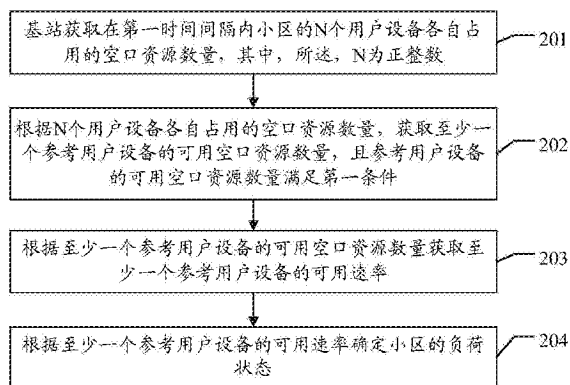 基站获取在第一时间间隔内小区的N个用户设备各自占
用的空口资源数量，其中，所述，N为正整数
201
根据N个用户设备各自占用的空口资源数量，获取至少一
个参考用户设备的可用空口资源数量，且参考用户设备
的可用空口资源数量满足第一条件
202
根据至少一个参考用户设备的可用空口资源数量获取至
少一个参考用户设备的可用速率
203
根据至少一个参考用户设备的可用速率确定小区的负荷
状态
204